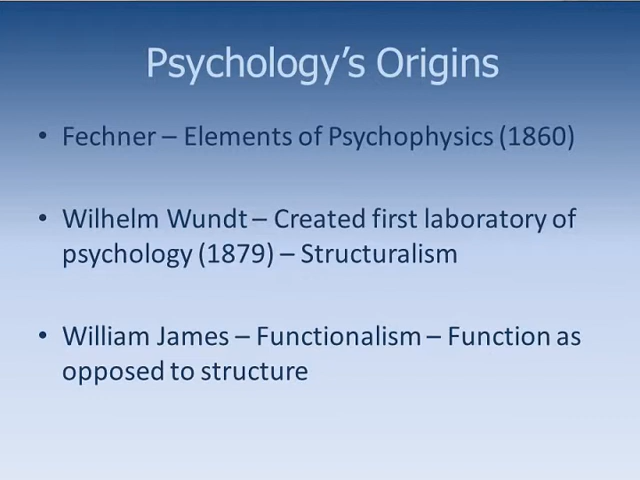 Psychology’s Origins
• Fechner – Elements of Psychophysics (1860)
• Wilhelm Wundt – Created first laboratory of
psychology (1879) – Structuralism
• William James – Functionalism – Function as
opposed to structure